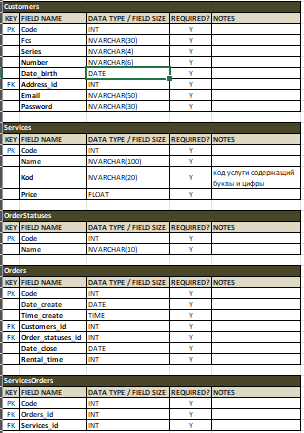 Customers
KEY FIELD NAME DATA TYPE / FIELD SIZE REQUIRED? NOTES
PK Code INT Y
Fcs NVARCHAR(30) Y
Series NVARCHAR(4) Y
Number NVARCHAR(6) Y
Date_birth DATE Y
FK Address_id INT Y
Email NVARCHAR(50) Y
Password NVARCHAR(30) Y
Services
KEY FIELD NAME DATA TYPE / FIELD SIZE REQUIRED? NOTES
PK Code INT Y
Name NVARCHAR(100) Y
Kod NVARCHAR(20) Y код услуги содержащий
буквы и цифры
Price FLOAT Y
OrderStatuses
KEY FIELD NAME DATA TYPE / FIELD SIZE REQUIRED? NOTES
PK Code INT Y
Name NVARCHAR(10) Y
Orders
KEY FIELD NAME DATA TYPE / FIELD SIZE REQUIRED? NOTES
PK Code INT Y
Date_create DATE Y
Time_create TIME Y
FK Customers_id INT Y
FK Order_statuses_id INT Y
Date_close DATE Y
Rental_time INT Y
ServicesOrders
KEY FIELD NAME DATA TYPE / FIELD SIZE REQUIRED? NOTES
PK Code INT Y
FK Orders_id INT Y
FK Services_id INT Y